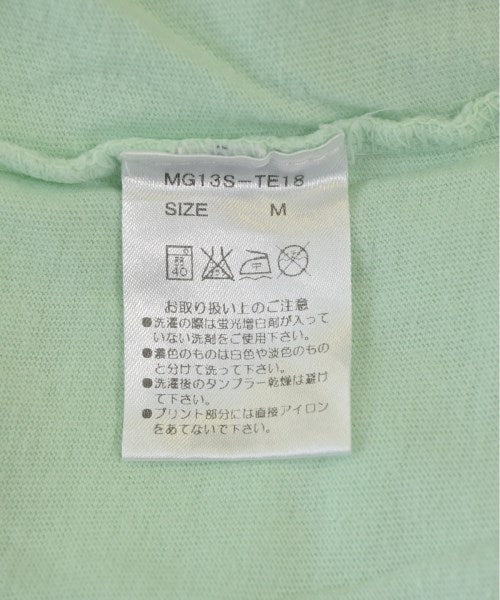 MG13S-TE18
SIZE M
40
お取り扱い上のご注意
●洗濯の際は蛍光増白剤が入って
いない洗剤をご使用下さい。
●濃色のものは白色や淡色のもの
と分けて洗って下さい。
●洗濯後のタンブラー乾燥は避け
て下さい。
●プリント部分には直接アイロン
をあてないで下さい。